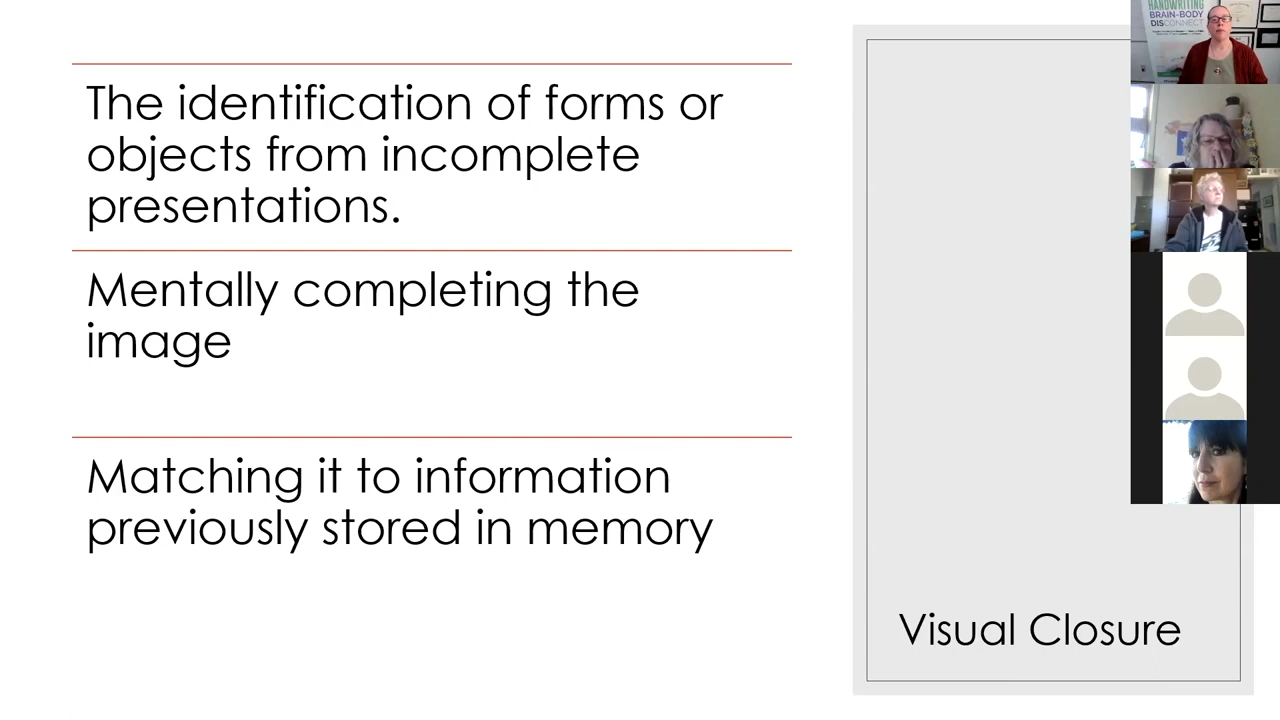 The identification of forms or
objects from incomplete
presentations.
Mentally completing the
image
Matching it to information
previously stored in memory
Visual Closure
HANDWRITING
BRAIN-BODY
DISCONNECT